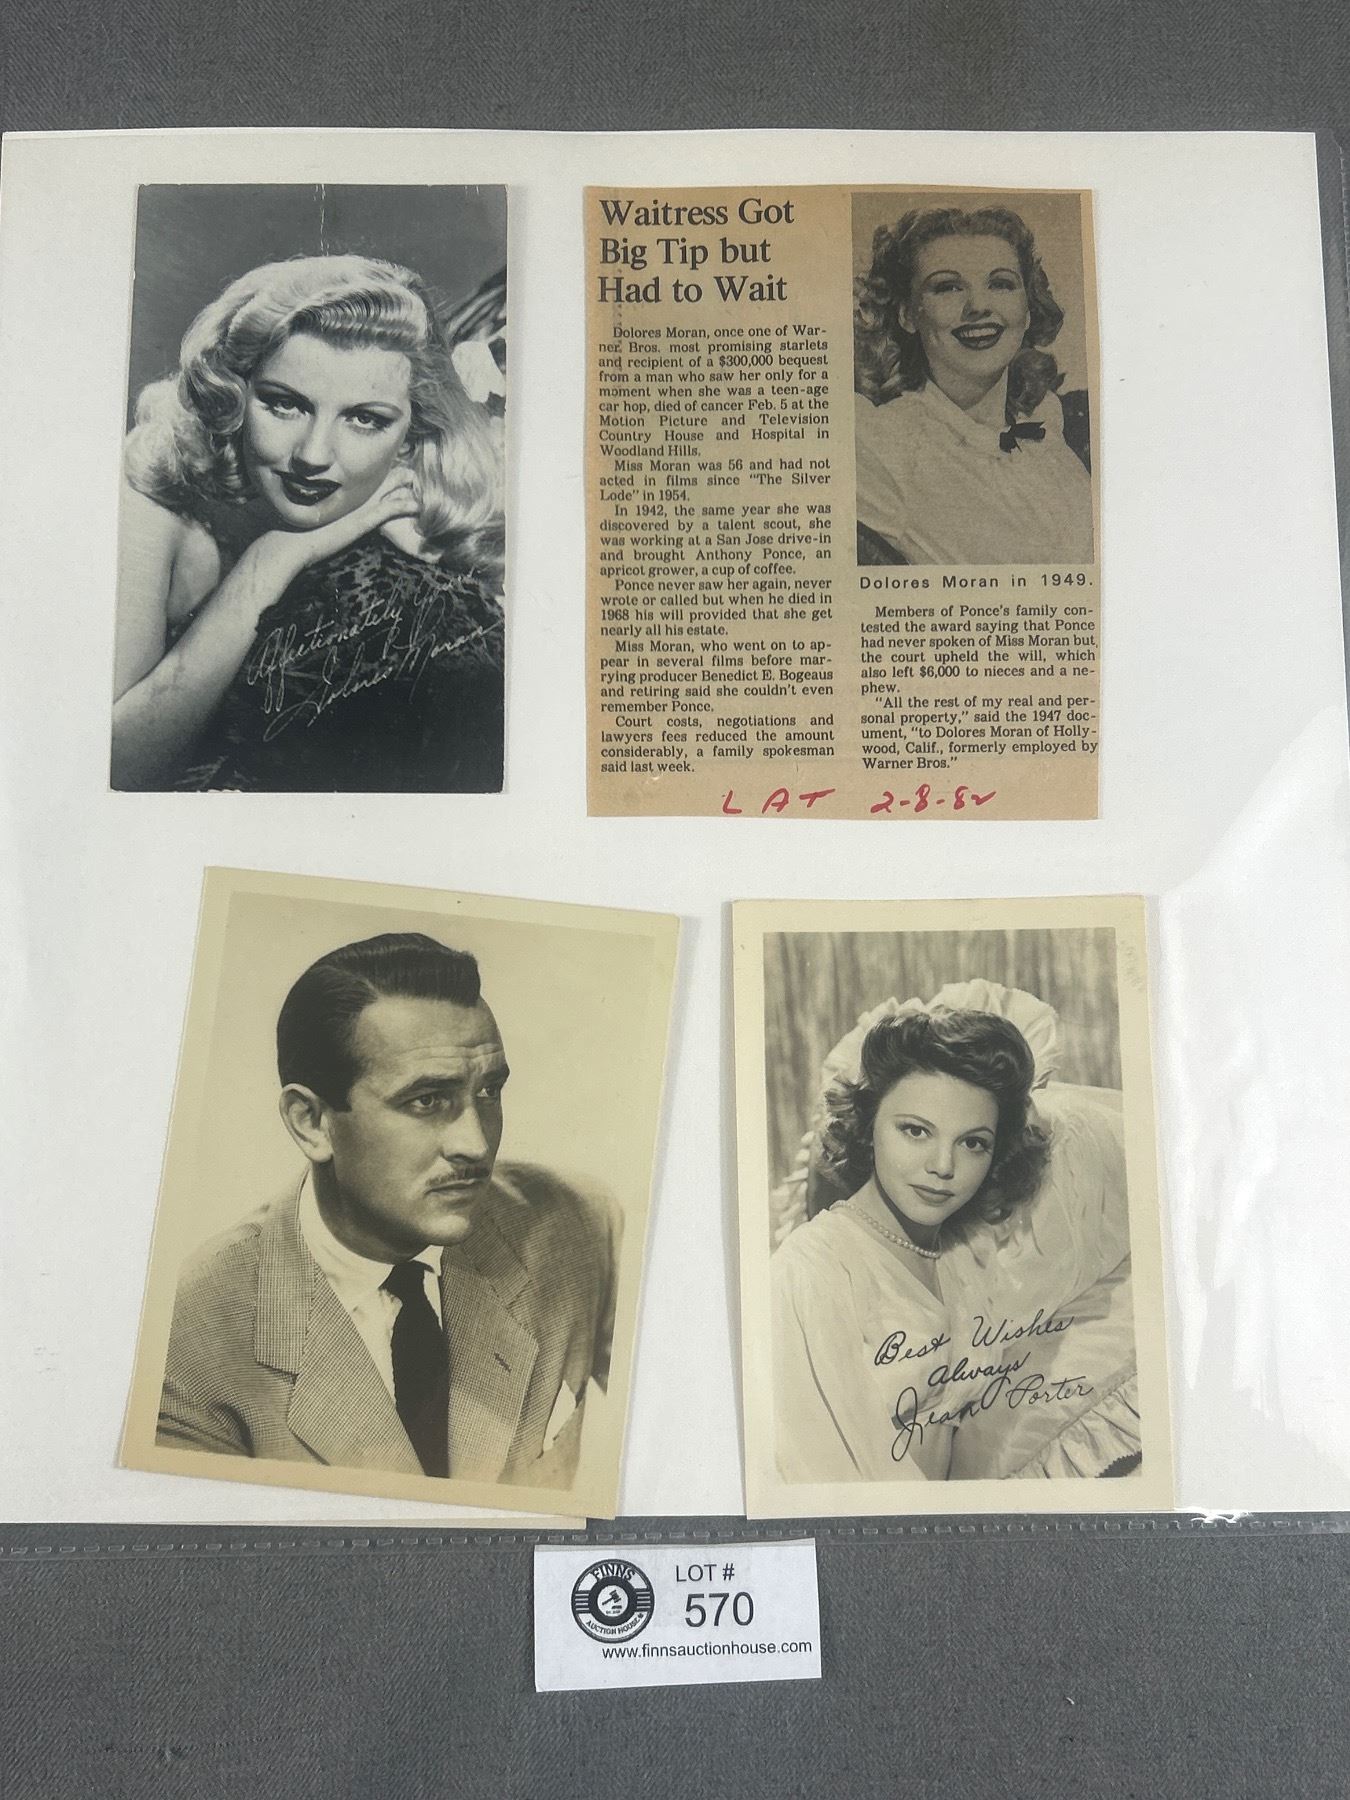 Affectionately Yours
Dolores Moran
Waitress Got
Big Tip but
Had to Wait
Dolores Moran, once one of War-
ner Bros. most promising starlets
and recipient of a $300,000 bequest
from a man who saw her only for a
moment when she was a teen-age
car hop, died of cancer Feb. 5 at the
Motion Picture and Television
Country House and Hospital in
Woodland Hills.
Miss Moran was 56 and had not
acted in films since "The Silver
Lode" in 1954.
In 1942, the same year she was
discovered by a talent scout, she
was working at a San Jose drive-in
and brought Anthony Ponce, an
apricot grower, a cup of coffee.
Ponce never saw her again, never
wrote or called but when he died in
1968 his will provided that she get
nearly all his estate.
Miss Moran, who went on to ap-
pear in several films before mar-
rying producer Benedict E. Bogeaus
and retiring said she couldn't even
remember Ponce.
Court costs, negotiations and
lawyers fees reduced the amount
considerably, a family spokesman
said last week.
Dolores Moran in 1949.
Members of Ponce's family con-
tested the award saying that Ponce
had never spoken of Miss Moran but,
the court upheld the will, which
also left $6,000 to nieces and a ne-
phew.
"All the rest of my real and per-
sonal property," said the 1947 doc-
ument, "to Dolores Moran of Holly-
wood, Calif., formerly employed by
Warner Bros."
LAT 2-8-82
Best Wishes
always
Jean Porter
FINNS
AUCTION HOUSE
LOT #
570
www.finnsauctionhouse.com